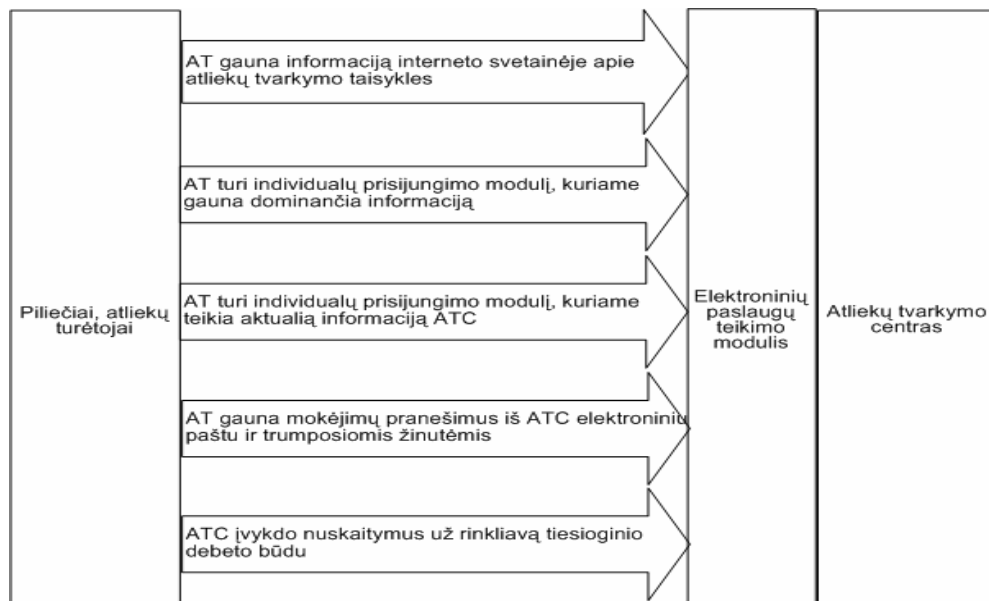 Piliečiai, atliekų
turėtojai
AT gauna informaciją interneto svetainėje apie
atliekų tvarkymo taisykles
AT turi individualų prisijungimo modulį, kuriame
gauna dominančia informaciją
AT turi individualų prisijungimo modulį, kuriame
teikia aktualią informaciją ATC
AT gauna mokėjimų pranešimus iš ATC elektroniniu
paštu ir trumposiomis žinutėmis
ATC įvykdo nuskaitymus už rinkliavą tiesioginio
debeto būdu
Elektroninių
paslaugų
teikimo
modulis
Atliekų tvarkymo
centras